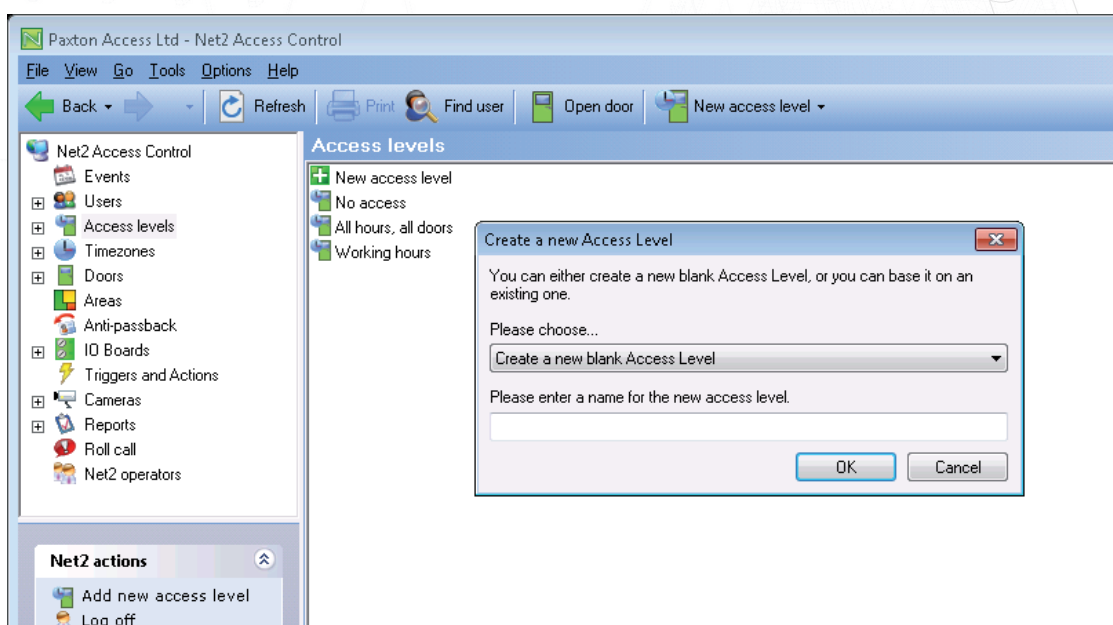 Paxton Access Ltd - Net2 Access Control
File View Go Tools Options Help
Back Refresh Print Find user Open door New access level
Net2 Access Control
Events
Users
Access levels
Timezones
Doors
Areas
Anti-passback
IO Boards
Triggers and Actions
Cameras
Reports
Roll call
Net2 operators
Net2 actions
Add new access level
Log off
Access levels
New access level
No access
All hours, all doors
Working hours
Create a new Access Level
You can either create a new blank Access Level, or you can base it on an
existing one.
Please choose...
Create a new blank Access Level
Please enter a name for the new access level.
OK Cancel